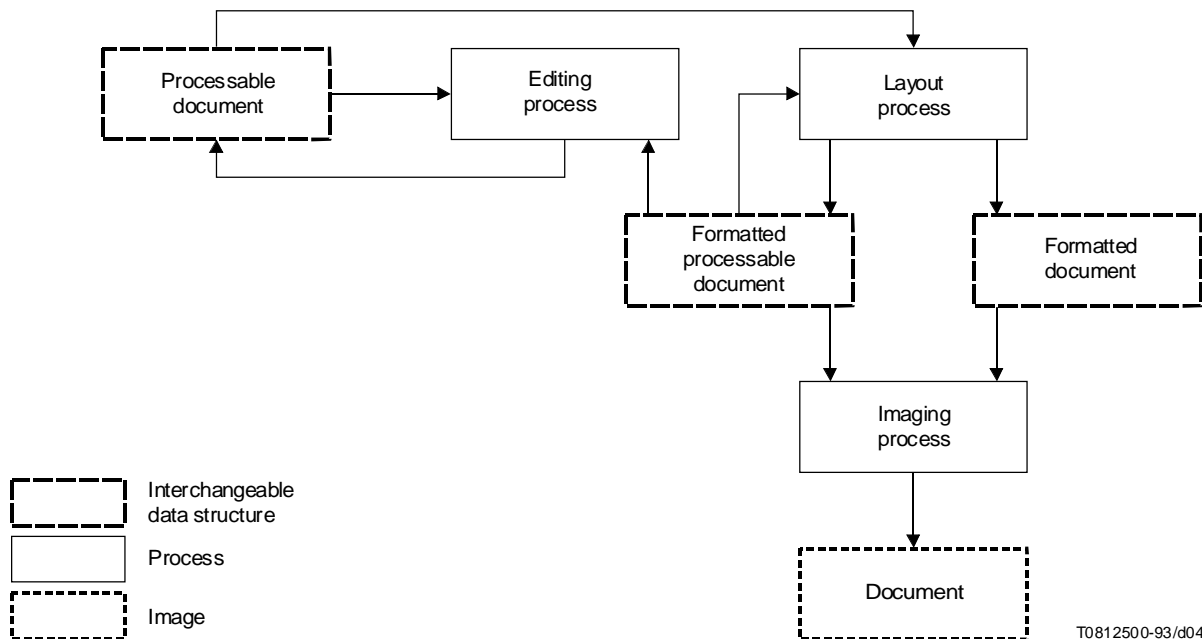 Processable
document
Editing
process
Layout
process
Formatted
processable
document
Formatted
document
Imaging
process
Interchangeable
data structure
Process
Image
Document
T0812500-93/d04